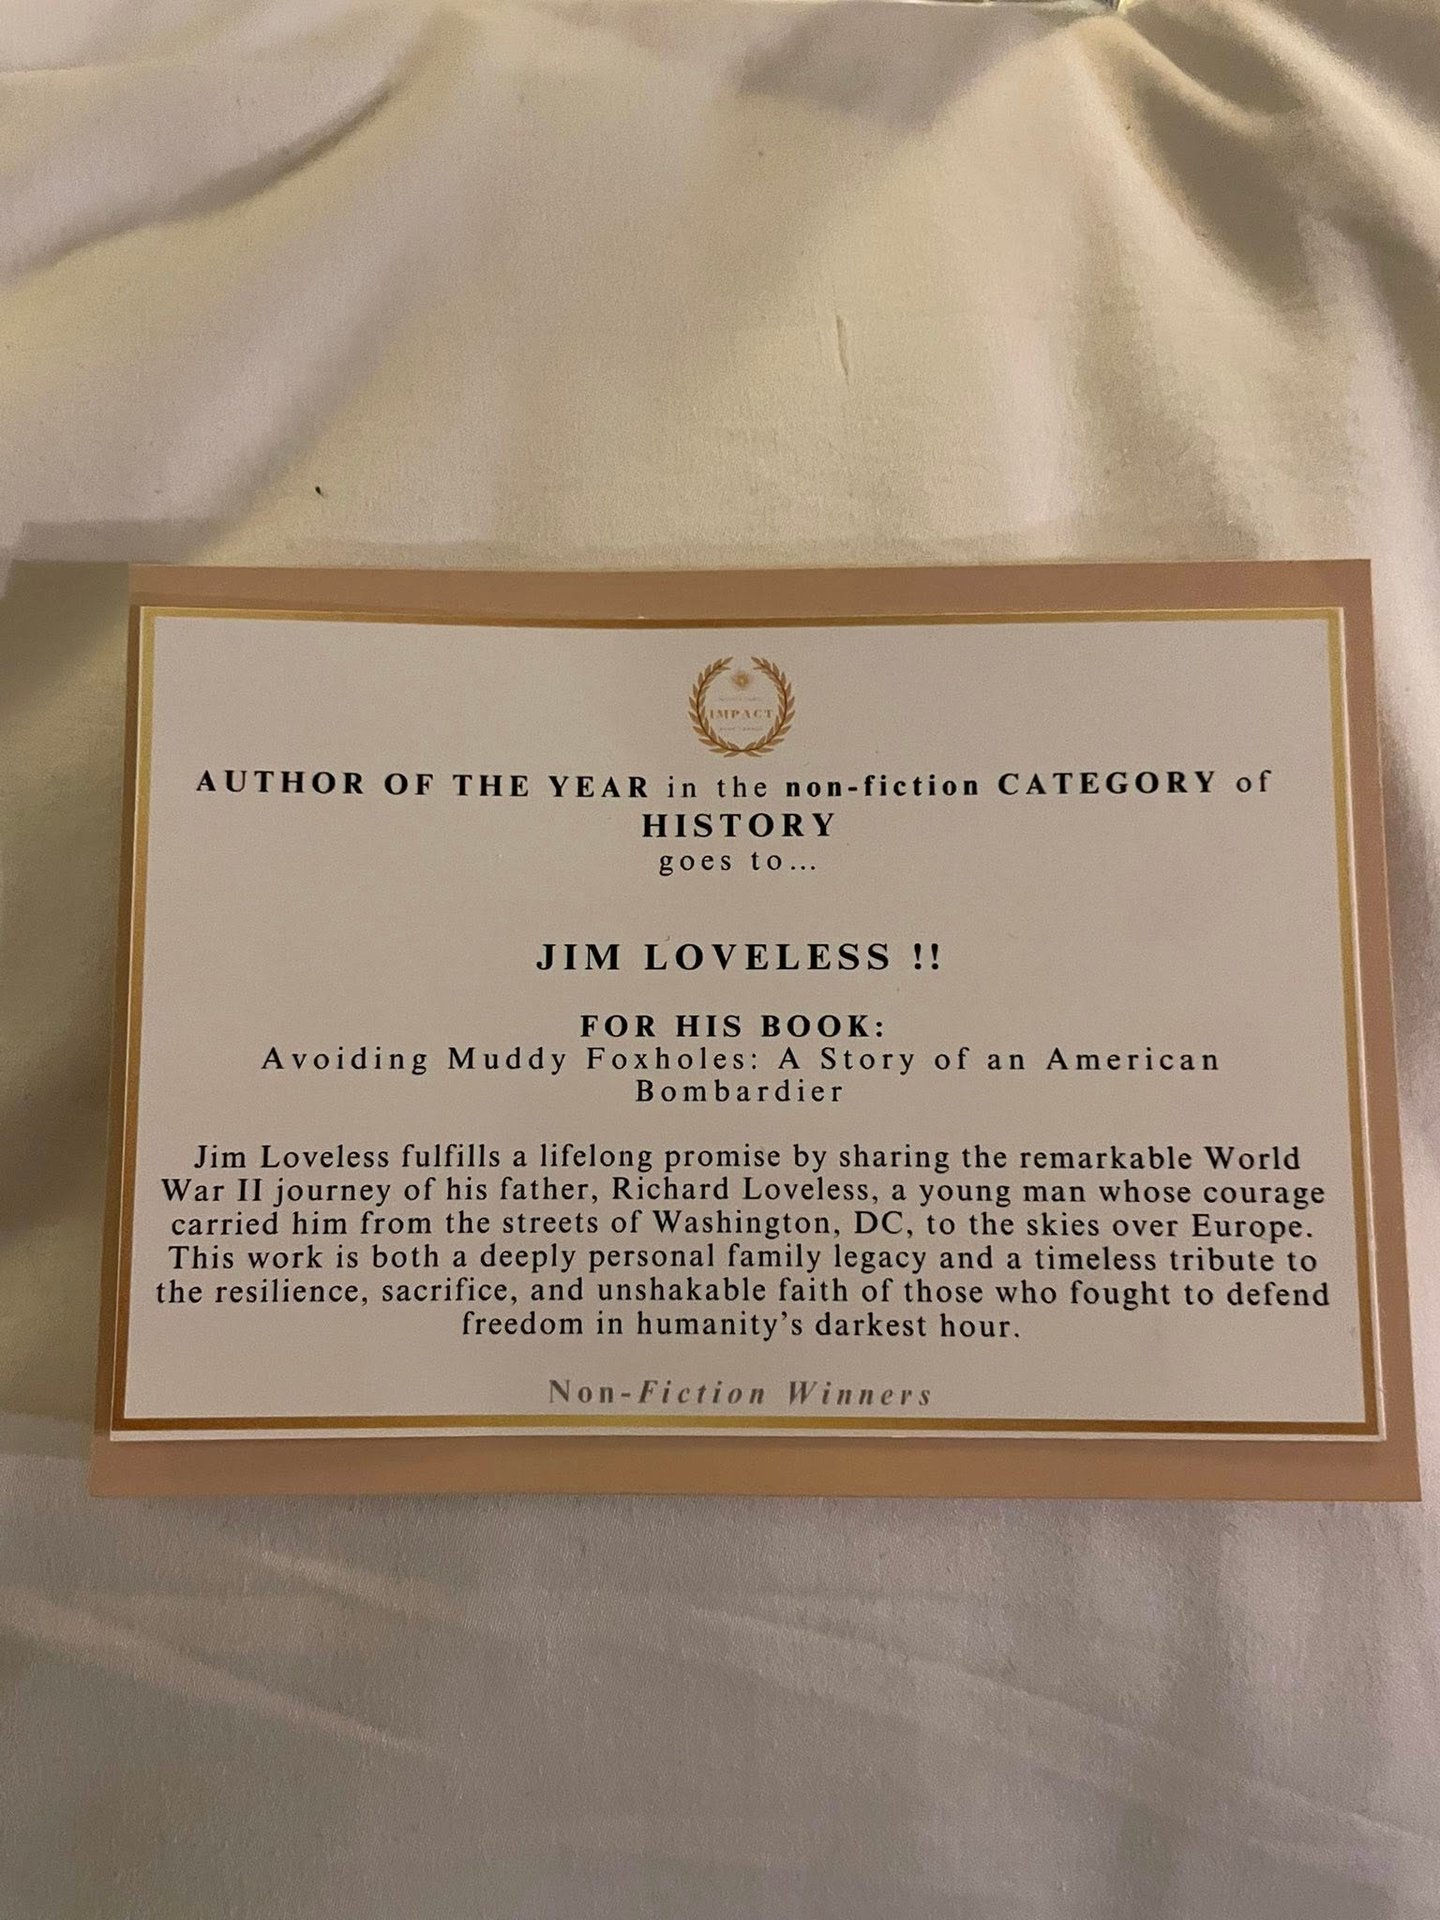 IMPACT
AUTHOR OF THE YEAR in the non-fiction CATEGORY of
HISTORY
goes to...
JIM LOVELESS !!
FOR HIS BOOK:
Avoiding Muddy Foxholes: A Story of an American
Bombardier
Jim Loveless fulfills a lifelong promise by sharing the remarkable World
War II journey of his father, Richard Loveless, a young man whose courage
carried him from the streets of Washington, DC, to the skies over Europe.
This work is both a deeply personal family legacy and a timeless tribute to
the resilience, sacrifice, and unshakable faith of those who fought to defend
freedom in humanity's darkest hour.
Non-Fiction Winners